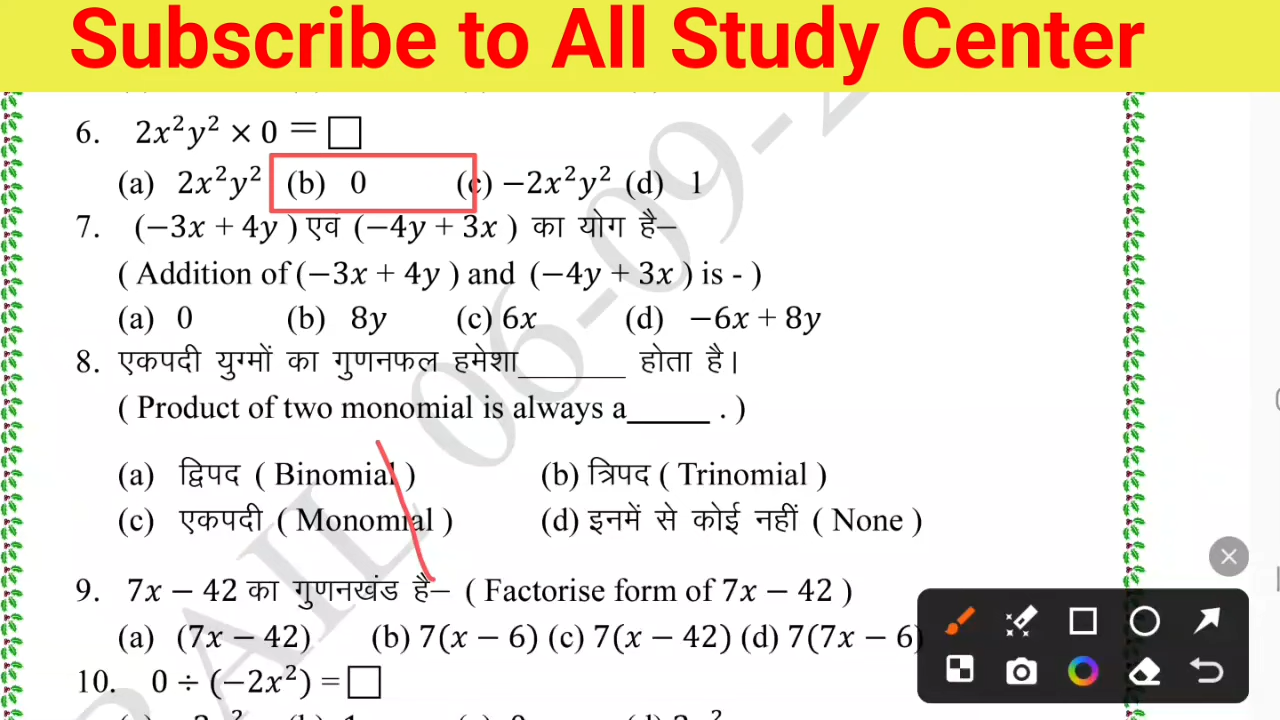 Subscribe to All Study Center
6. 2x²y² × 0 = □
(a) 2x²y² (b) 0 (c) −2x²y² (d) 1
7. (−3x + 4y ) एवं (−4y + 3x ) का योग है−
( Addition of (−3x + 4y ) and (−4y + 3x ) is - )
(a) 0 (b) 8y (c) 6x (d) −6x + 8y
8. एकपदी युग्मों का गुणनफल हमेशा______ होता है।
( Product of two monomial is always a_____ . )
(a) द्विपद ( Binomial ) (b) त्रिपद ( Trinomial )
(c) एकपदी ( Monomial ) (d) इनमें से कोई नहीं ( None )
9. 7x − 42 का गुणनखंड है− ( Factorise form of 7x − 42 )
(a) (7x − 42) (b) 7(x − 6) (c) 7(x − 42) (d) 7(7x − 6)
10. 0 ÷ (−2x²) = □